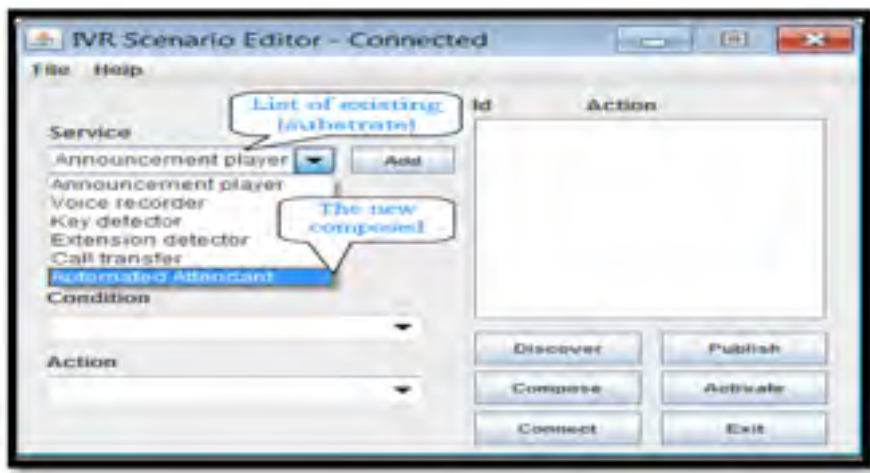 IVR Scenario Editor - Connected
File Help
List of existing
(substrate)
Id Action
Service
Announcement player
Add
Announcement player
Voice recorder
Key detector
Extension detector
Call transfer
Automated Attendant
The new
composed
Condition
Action
Discover Publish
Compose Activate
Connect Exit